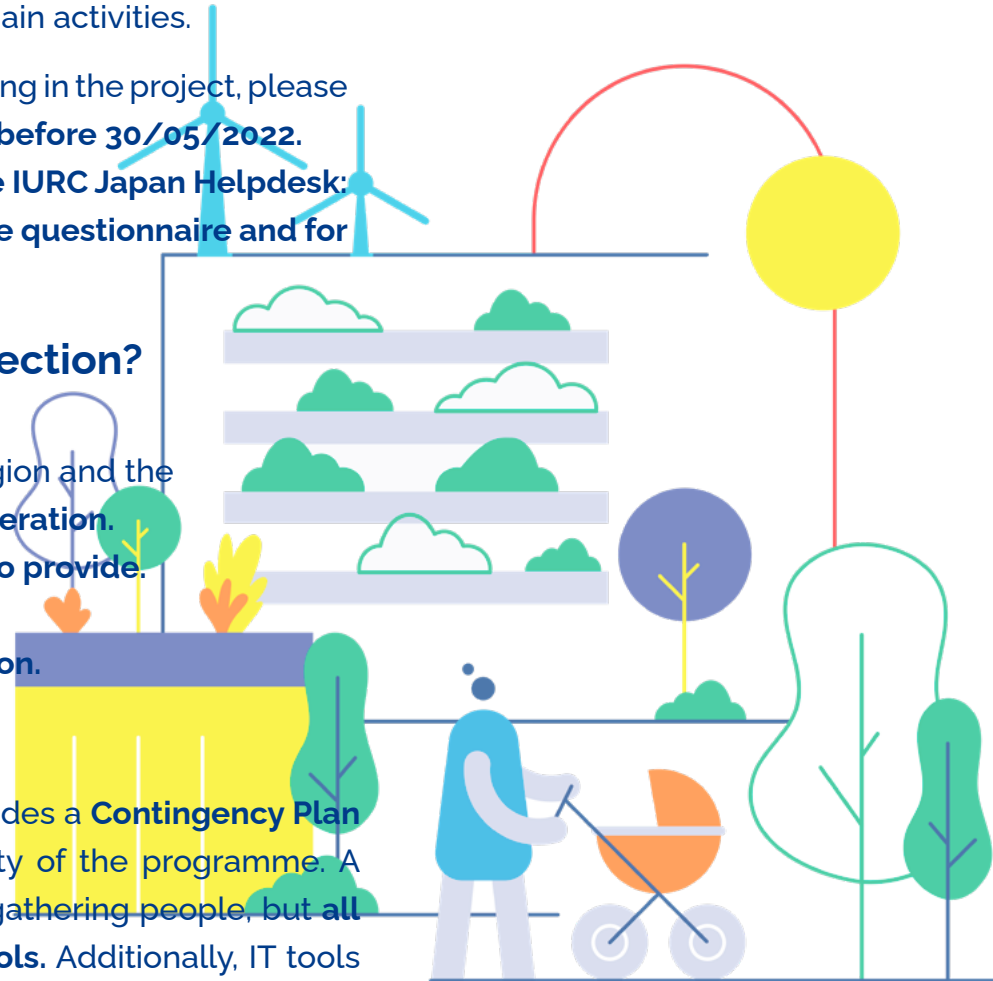 ain activities.
ng in the project, please
before 30/05/2022.
e IURC Japan Helpdesk:
e questionnaire and for
ection?
gion and the
eration.
o provide.
on.
des a Contingency Plan
ty of the programme. A
gathering people, but all
ols. Additionally, IT tools